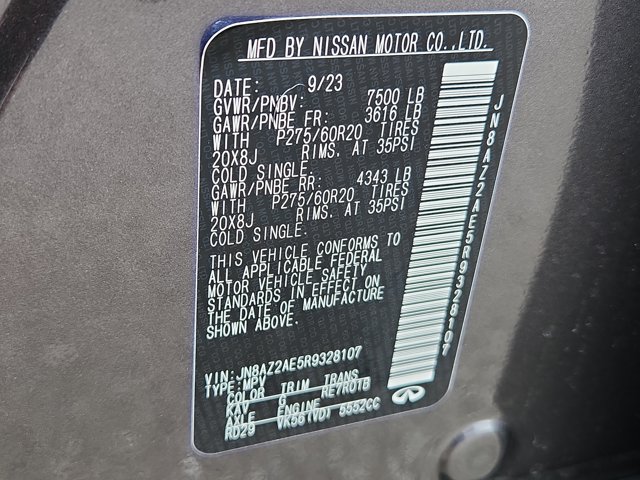 MFD BY NISSAN MOTOR CO.,LTD.
DATE: 9/23
GVWR/PNBV: 7500 LB
GAWR/PNBE FR: 3616 LB
WITH P275/60R20 TIRES
20X8J RIMS, AT 35PSI
COLD SINGLE.
GAWR/PNBE RR: 4343 LB
WITH P275/60R20 TIRES
20X8J RIMS, AT 35PSI
COLD SINGLE.
THIS VEHICLE CONFORMS TO
ALL APPLICABLE FEDERAL
MOTOR VEHICLE SAFETY
STANDARDS IN EFFECT ON
THE DATE OF MANUFACTURE
SHOWN ABOVE.
VIN: JN8AZ2AE5R9328107
TYPE: MPV
COLOR TRIM TRANS
KAV G RE7R01B
AXLE ENGINE
RD29 VK56(VD) 5552CC
JN8AZ2AE5R9328107